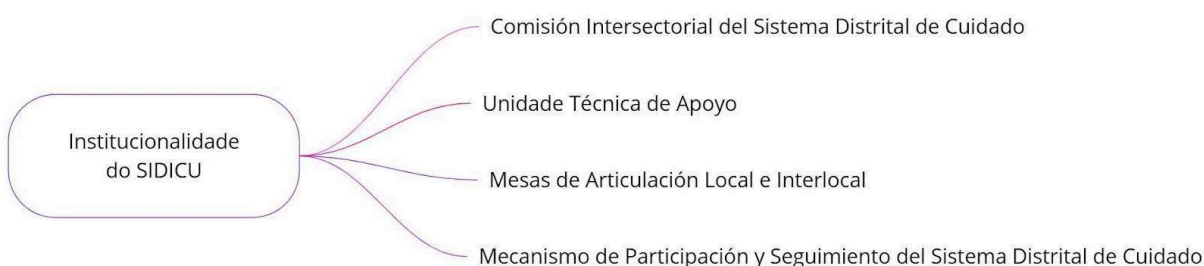 Institucionalidade
do SIDICU
Comisión Intersectorial del Sistema Distrital de Cuidado
Unidade Técnica de Apoyo
Mesas de Articulación Local e Interlocal
Mecanismo de Participación y Seguimiento del Sistema Distrital de Cuidado